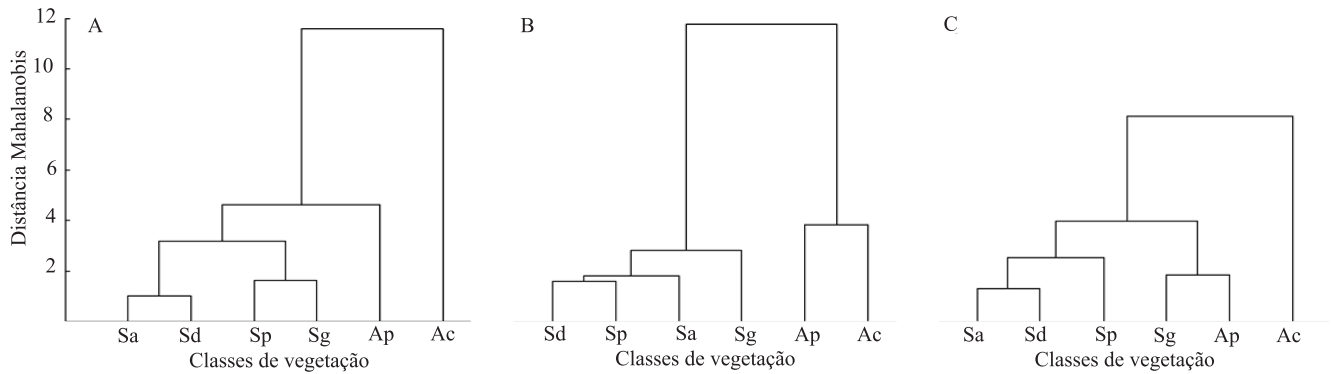 A
B
C
12
10
8
6
4
2
Distância Mahalanobis
Sa Sd Sp Sg Ap Ac
Classes de vegetação
Sd Sp Sa Sg Ap Ac
Classes de vegetação
Sa Sd Sp Sg Ap Ac
Classes de vegetação